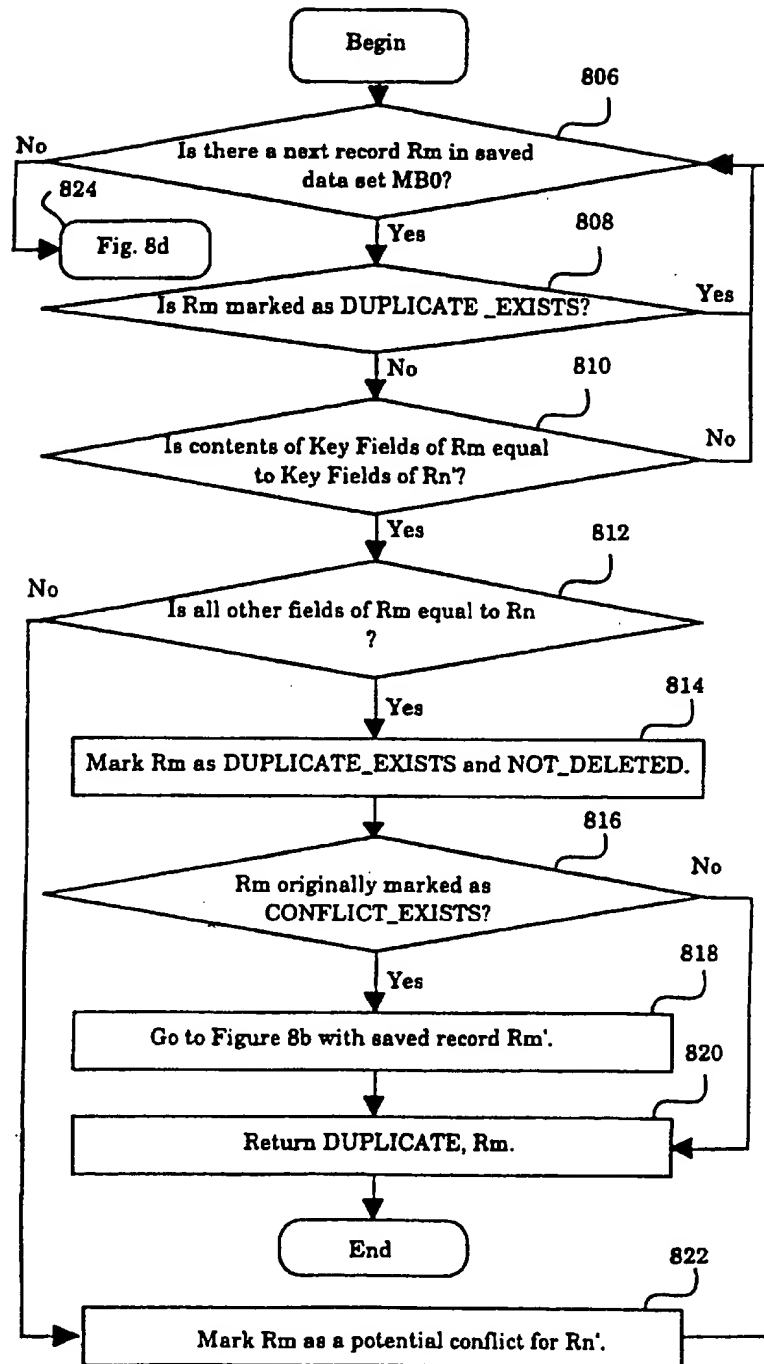 Begin
806
No
Is there a next record Rm in saved
data set MB0?
824
Fig. 8d
Yes
808
Is Rm marked as DUPLICATE _EXISTS?
Yes
No
810
Is contents of Key Fields of Rm equal
to Key Fields of Rn'?
No
Yes
812
No
Is all other fields of Rm equal to Rn
?
Yes
814
Mark Rm as DUPLICATE_EXISTS and NOT_DELETED.
816
No
Rm originally marked as
CONFLICT_EXISTS?
Yes
818
Go to Figure 8b with saved record Rm'.
820
Return DUPLICATE, Rm.
End
822
Mark Rm as a potential conflict for Rn'.